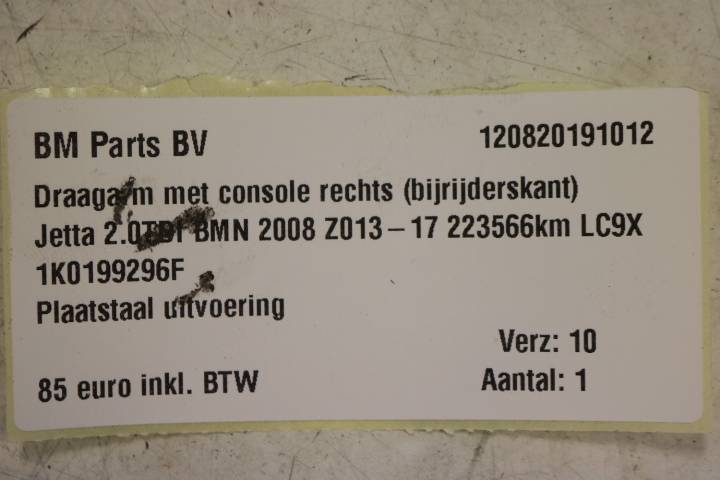 BM Parts BV 120820191012
Draagarm met console rechts (bijrijderskant)
Jetta 2.0TDI BMN 2008 Z013-17 223566km LC9X
1K0199296F
Plaatstaal uitvoering
Verz: 10
85 euro inkl. BTW Aantal: 1